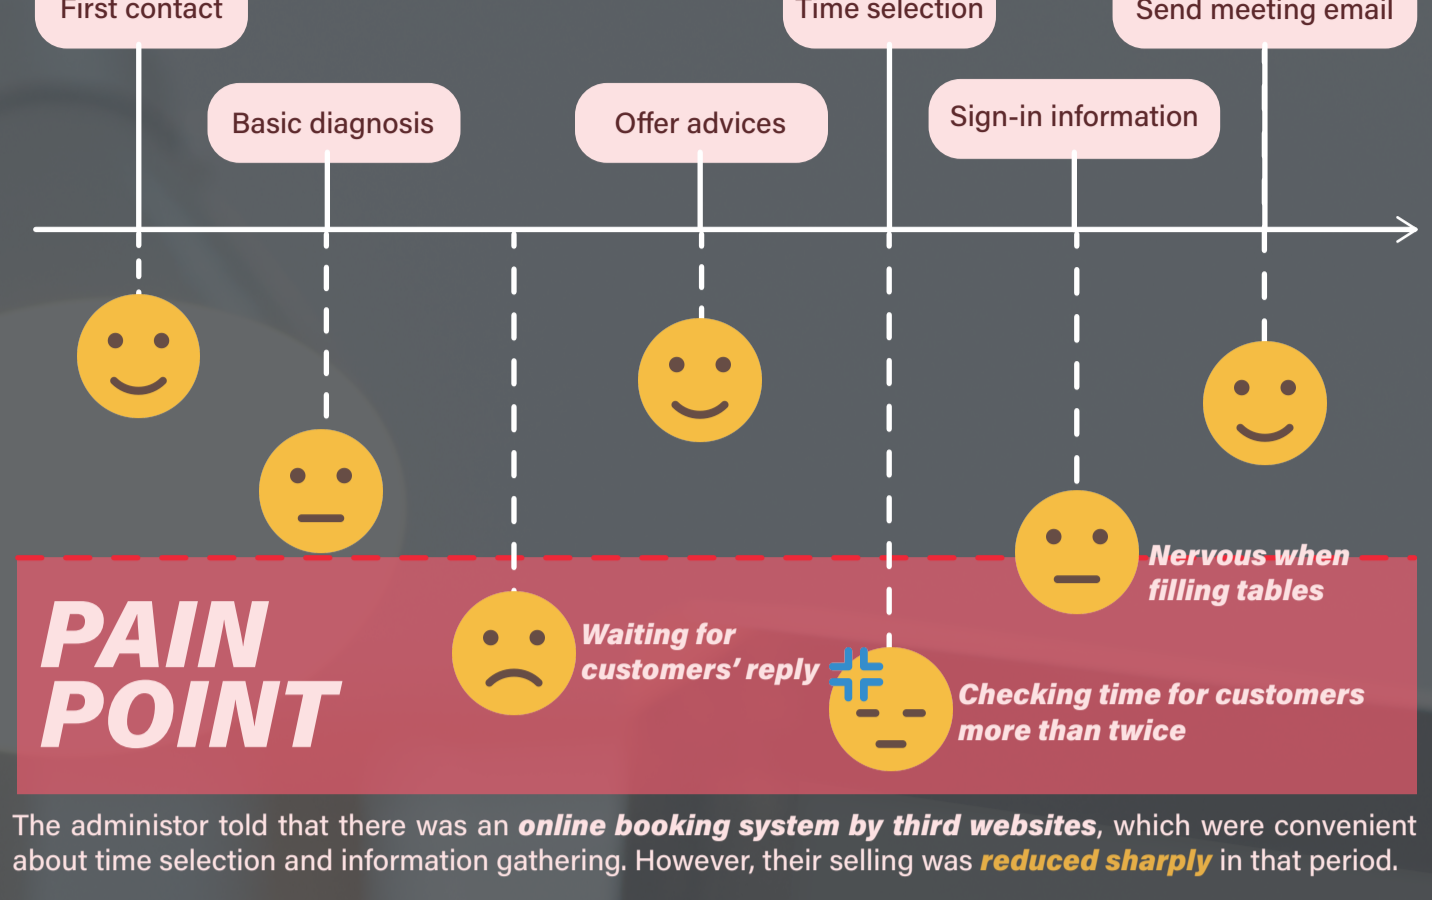 First contact
Time selection
Send meeting email
Basic diagnosis
Offer advices
Sign-in information
Nervous when
filling tables
PAIN
POINT
Waiting for
customers’ reply
Checking time for customers
more than twice
The administor told that there was an online booking system by third websites, which were convenient
about time selection and information gathering. However, their selling was reduced sharply in that period.